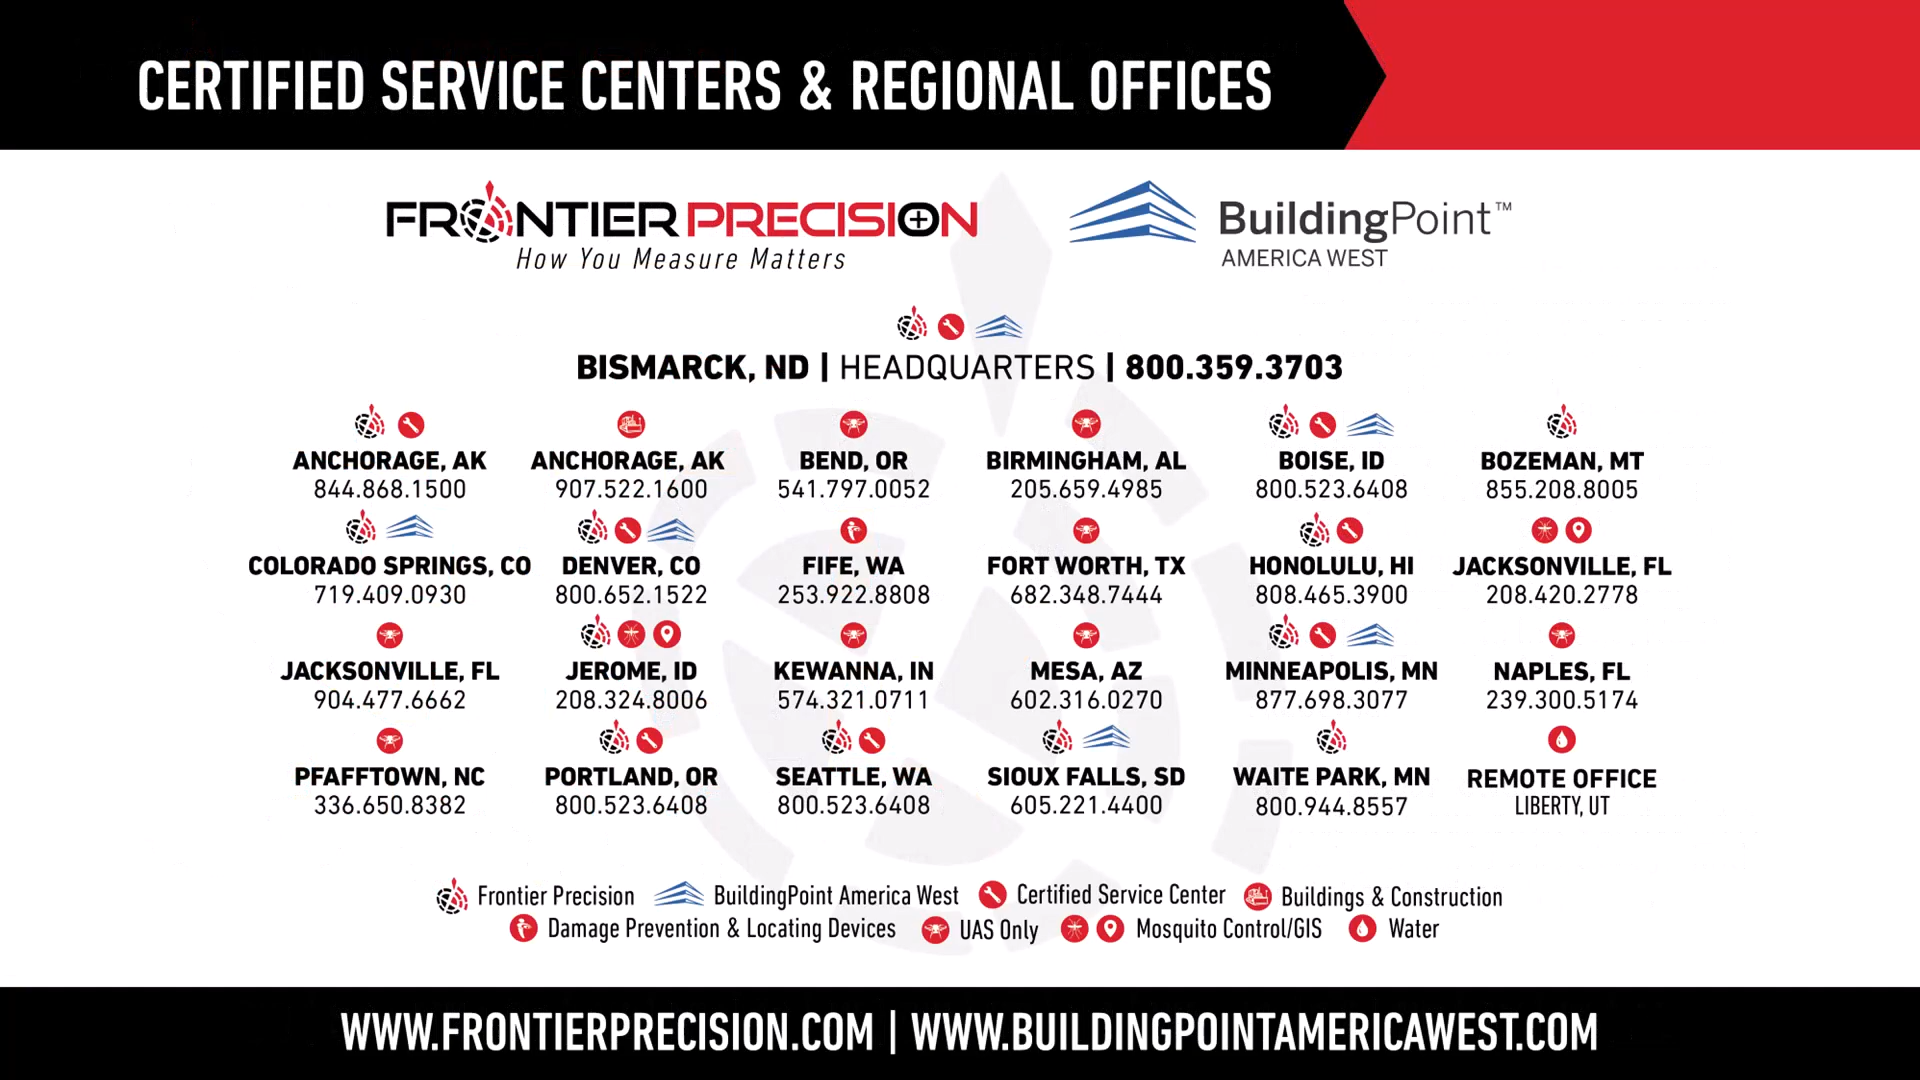 CERTIFIED SERVICE CENTERS & REGIONAL OFFICES
FRONTIER PRECISION
How You Measure Matters
BuildingPoint™
AMERICA WEST
BISMARCK, ND | HEADQUARTERS | 800.359.3703
ANCHORAGE, AK
844.868.1500
ANCHORAGE, AK
907.522.1600
BEND, OR
541.797.0052
BIRMINGHAM, AL
205.659.4985
BOISE, ID
800.523.6408
BOZEMAN, MT
855.208.8005
COLORADO SPRINGS, CO
719.409.0930
DENVER, CO
800.652.1522
FIFE, WA
253.922.8808
FORT WORTH, TX
682.348.7444
HONOLULU, HI
808.465.3900
JACKSONVILLE, FL
208.420.2778
JACKSONVILLE, FL
904.477.6662
JEROME, ID
208.324.8006
KEWANNA, IN
574.321.0711
MESA, AZ
602.316.0270
MINNEAPOLIS, MN
877.698.3077
NAPLES, FL
239.300.5174
PFAFFTOWN, NC
336.650.8382
PORTLAND, OR
800.523.6408
SEATTLE, WA
800.523.6408
SIOUX FALLS, SD
605.221.4400
WAITE PARK, MN
800.944.8557
REMOTE OFFICE
LIBERTY, UT
Frontier Precision BuildingPoint America West Certified Service Center Buildings & Construction
Damage Prevention & Locating Devices UAS Only Mosquito Control/GIS Water
WWW.FRONTIERPRECISION.COM | WWW.BUILDINGPOINTAMERICAWEST.COM